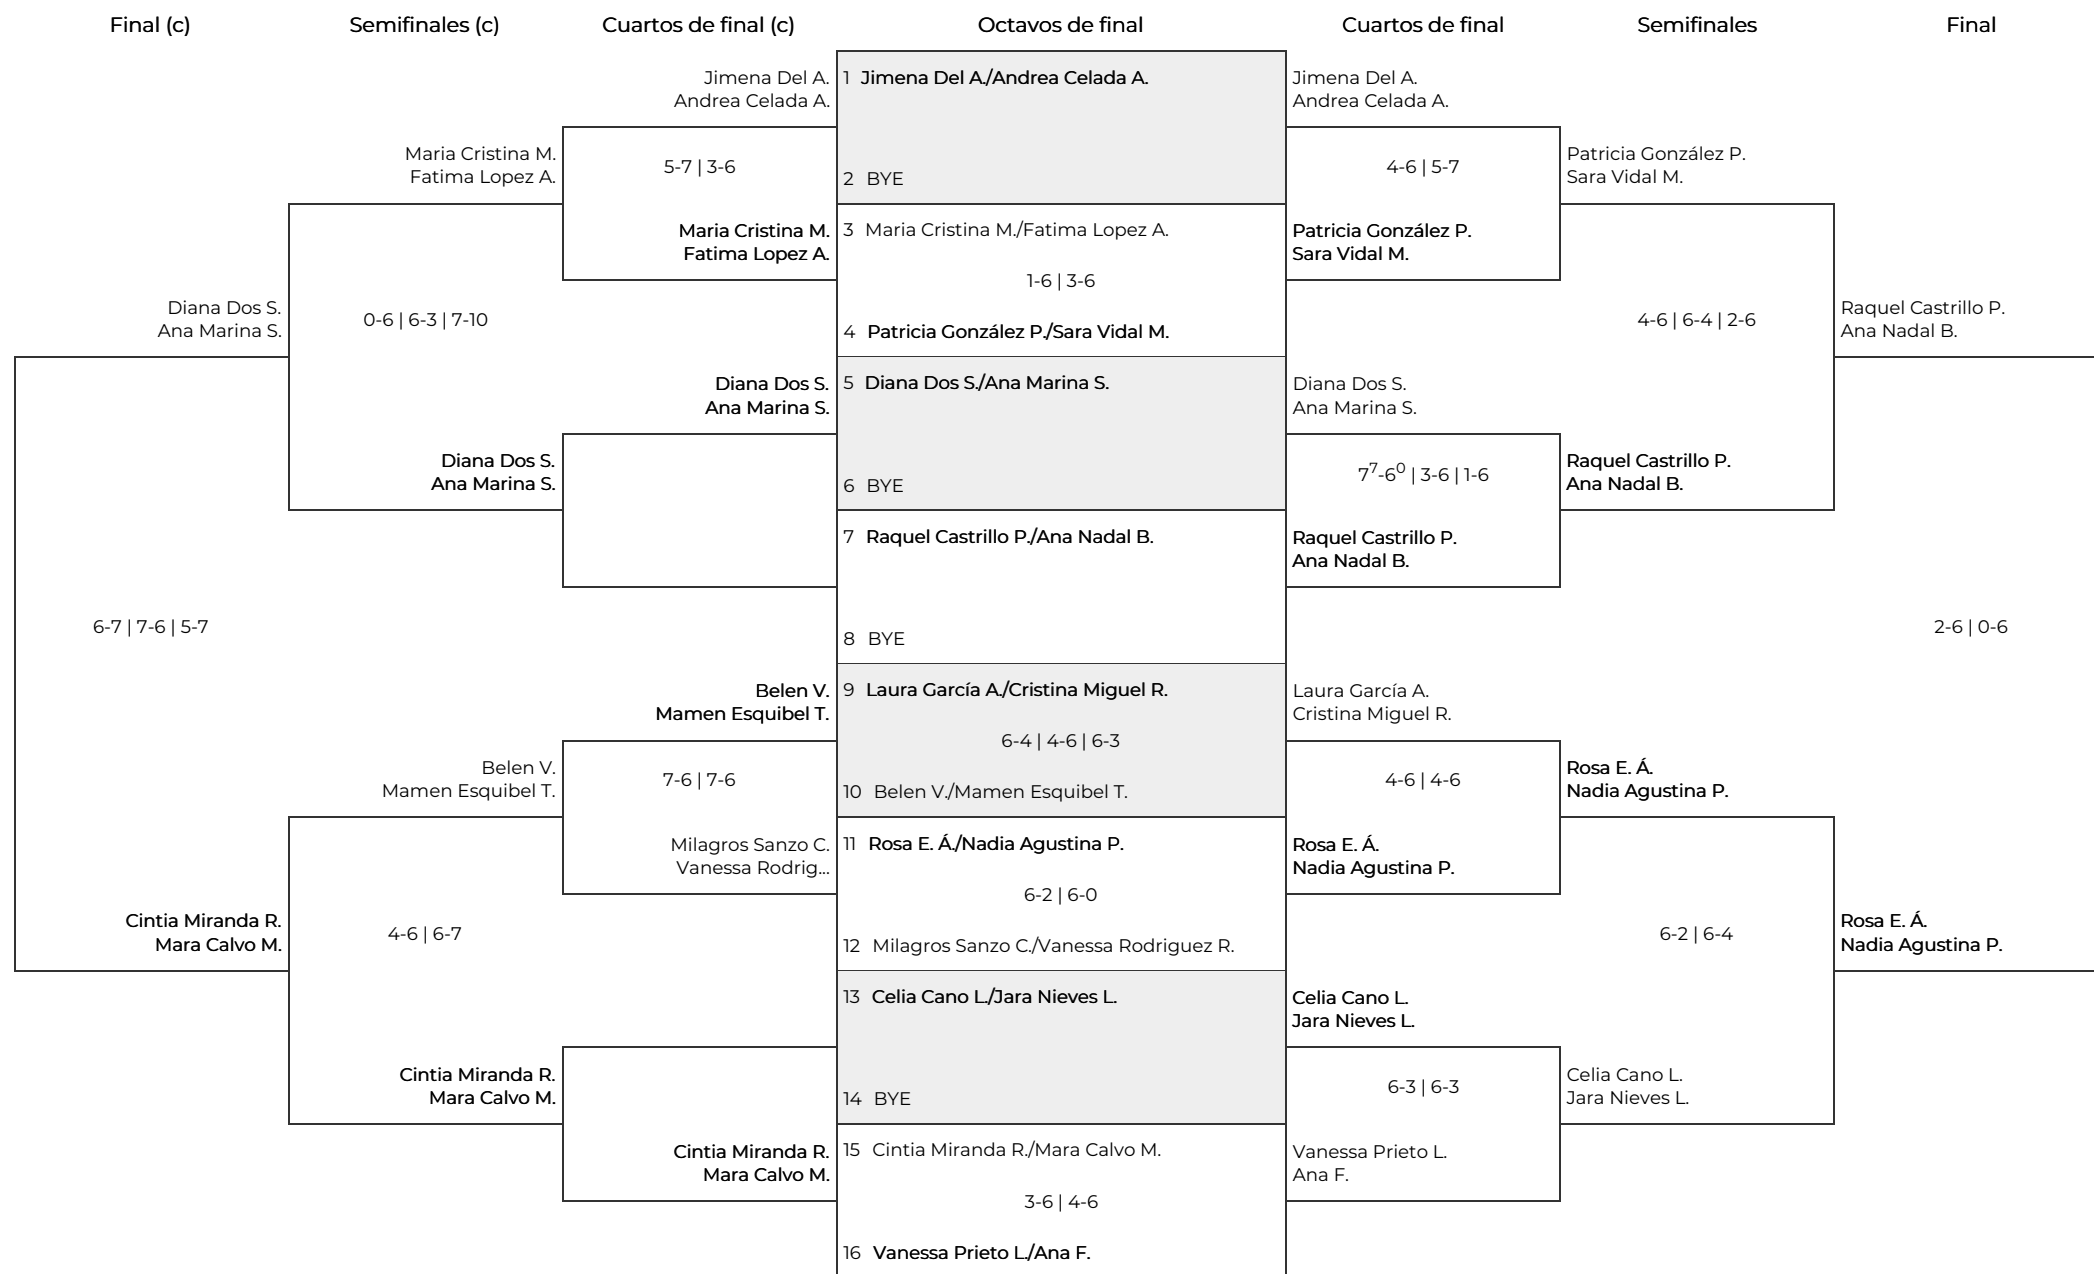 Final (c)
Semifinales (c)
Cuartos de final (c)
Octavos de final
Cuartos de final
Semifinales
Final
Diana Dos S.
Ana Marina S.
6-7 | 7-6 | 5-7
Cintia Miranda R.
Mara Calvo M.
Maria Cristina M.
Fatima Lopez A.
0-6 | 6-3 | 7-10
Diana Dos S.
Ana Marina S.
Belen V.
Mamen Esquibel T.
4-6 | 6-7
Cintia Miranda R.
Mara Calvo M.
Jimena Del A.
Andrea Celada A.
5-7 | 3-6
Maria Cristina M.
Fatima Lopez A.
Diana Dos S.
Ana Marina S.
Belen V.
Mamen Esquibel T.
7-6 | 7-6
Milagros Sanzo C.
Vanessa Rodrig...
Cintia Miranda R.
Mara Calvo M.
1 Jimena Del A./Andrea Celada A.
2 BYE
3 Maria Cristina M./Fatima Lopez A.
1-6 | 3-6
4 Patricia González P./Sara Vidal M.
5 Diana Dos S./Ana Marina S.
6 BYE
7 Raquel Castrillo P./Ana Nadal B.
8 BYE
9 Laura García A./Cristina Miguel R.
6-4 | 4-6 | 6-3
10 Belen V./Mamen Esquibel T.
11 Rosa E. Á./Nadia Agustina P.
6-2 | 6-0
12 Milagros Sanzo C./Vanessa Rodriguez R.
13 Celia Cano L./Jara Nieves L.
14 BYE
15 Cintia Miranda R./Mara Calvo M.
3-6 | 4-6
16 Vanessa Prieto L./Ana F.
Jimena Del A.
Andrea Celada A.
4-6 | 5-7
Patricia González P.
Sara Vidal M.
Diana Dos S.
Ana Marina S.
7⁷-6⁰ | 3-6 | 1-6
Raquel Castrillo P.
Ana Nadal B.
Laura García A.
Cristina Miguel R.
4-6 | 4-6
Rosa E. Á.
Nadia Agustina P.
Celia Cano L.
Jara Nieves L.
6-3 | 6-3
Vanessa Prieto L.
Ana F.
Patricia González P.
Sara Vidal M.
4-6 | 6-4 | 2-6
Raquel Castrillo P.
Ana Nadal B.
Rosa E. Á.
Nadia Agustina P.
6-2 | 6-4
Celia Cano L.
Jara Nieves L.
Raquel Castrillo P.
Ana Nadal B.
2-6 | 0-6
Rosa E. Á.
Nadia Agustina P.